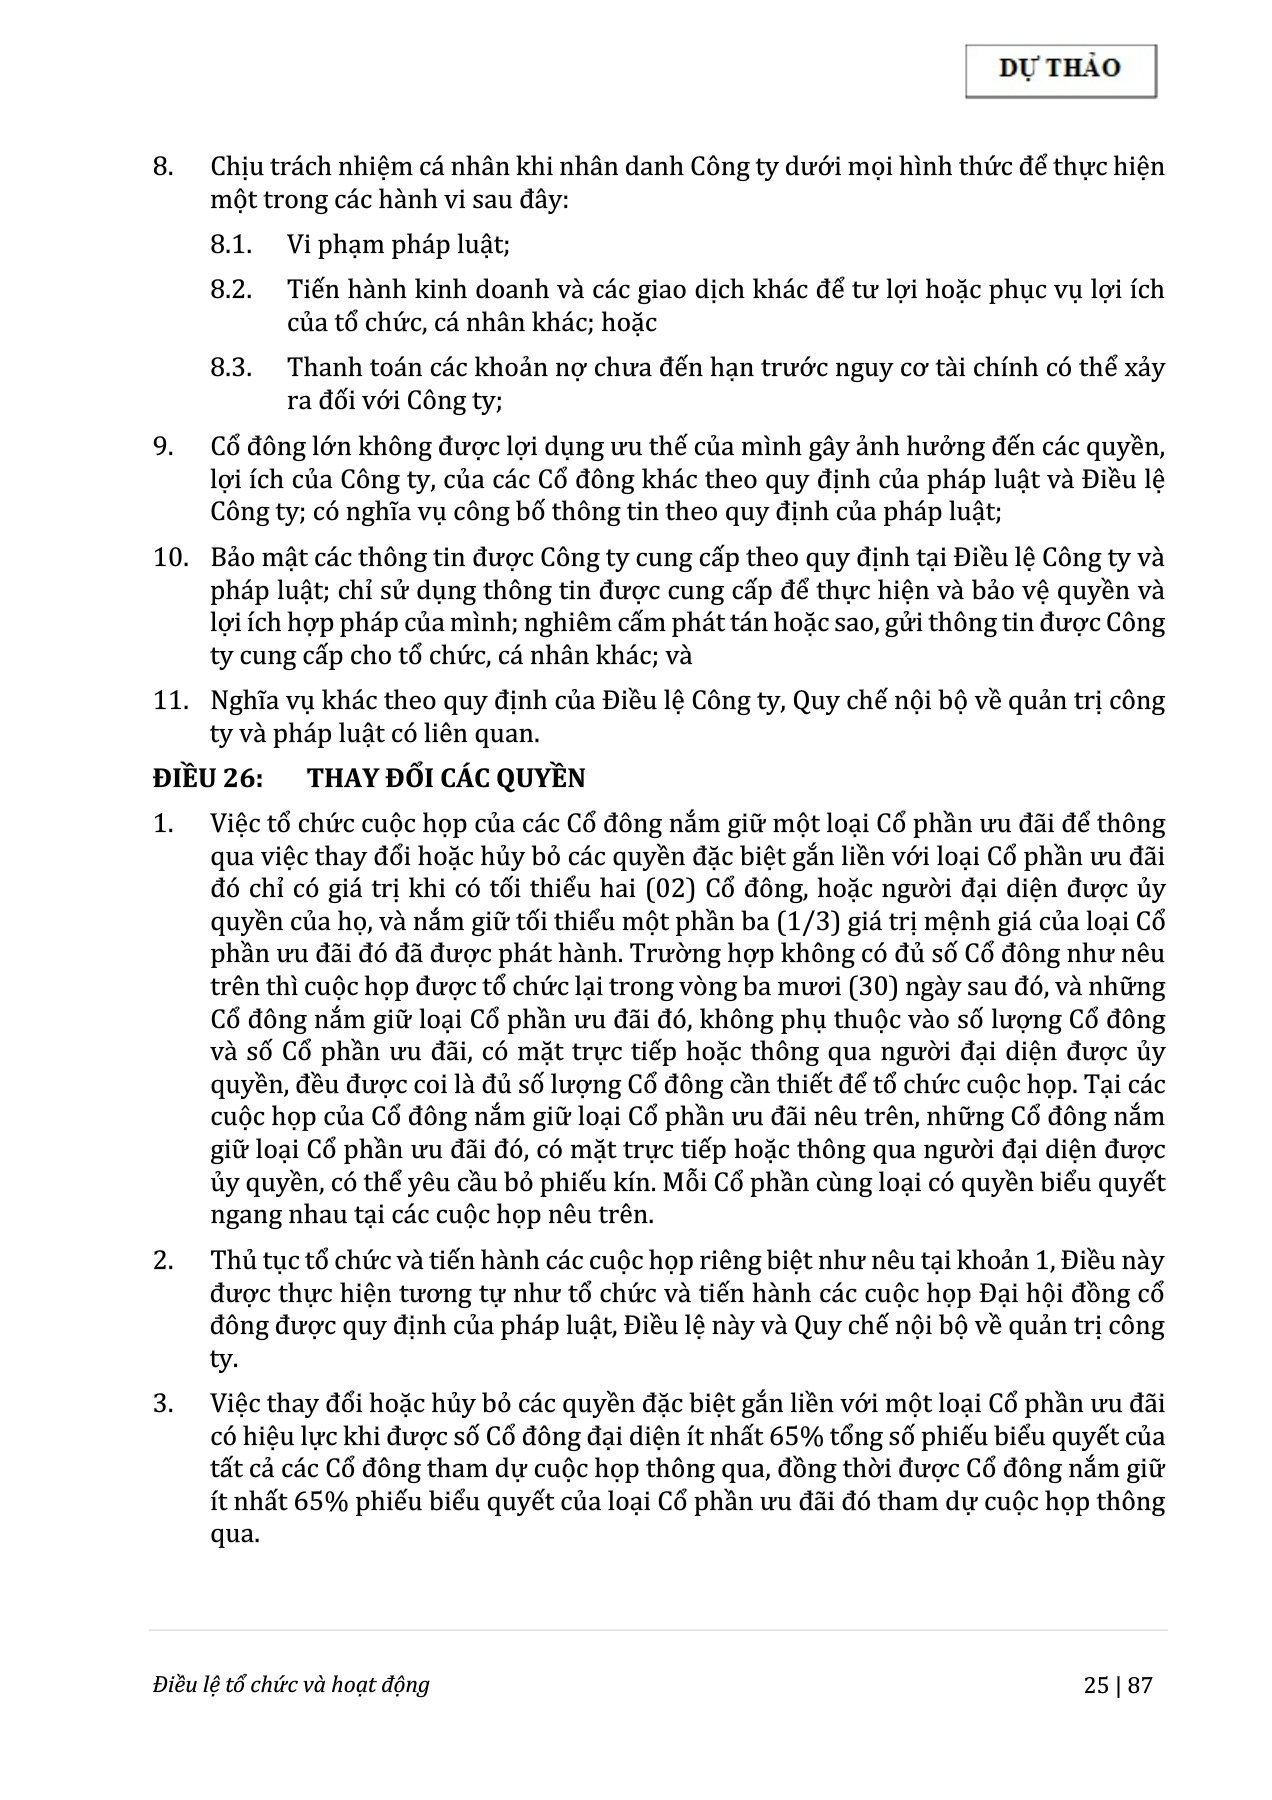 DỰ THẢO
8. Chịu trách nhiệm cá nhân khi nhân danh Công ty dưới mọi hình thức để thực hiện
một trong các hành vi sau đây:
8.1. Vi phạm pháp luật;
8.2. Tiến hành kinh doanh và các giao dịch khác để tư lợi hoặc phục vụ lợi ích
của tổ chức, cá nhân khác; hoặc
8.3. Thanh toán các khoản nợ chưa đến hạn trước nguy cơ tài chính có thể xảy
ra đối với Công ty;
9. Cổ đông lớn không được lợi dụng ưu thế của mình gây ảnh hưởng đến các quyền,
lợi ích của Công ty, của các Cổ đông khác theo quy định của pháp luật và Điều lệ
Công ty; có nghĩa vụ công bố thông tin theo quy định của pháp luật;
10. Bảo mật các thông tin được Công ty cung cấp theo quy định tại Điều lệ Công ty và
pháp luật; chỉ sử dụng thông tin được cung cấp để thực hiện và bảo vệ quyền và
lợi ích hợp pháp của mình; nghiêm cấm phát tán hoặc sao, gửi thông tin được Công
ty cung cấp cho tổ chức, cá nhân khác; và
11. Nghĩa vụ khác theo quy định của Điều lệ Công ty, Quy chế nội bộ về quản trị công
ty và pháp luật có liên quan.
ĐIỀU 26: THAY ĐỔI CÁC QUYỀN
1. Việc tổ chức cuộc họp của các Cổ đông nắm giữ một loại Cổ phần ưu đãi để thông
qua việc thay đổi hoặc hủy bỏ các quyền đặc biệt gắn liền với loại Cổ phần ưu đãi
đó chỉ có giá trị khi có tối thiểu hai (02) Cổ đông, hoặc người đại diện được ủy
quyền của họ, và nắm giữ tối thiểu một phần ba (1/3) giá trị mệnh giá của loại Cổ
phần ưu đãi đó đã được phát hành. Trường hợp không có đủ số Cổ đông như nêu
trên thì cuộc họp được tổ chức lại trong vòng ba mươi (30) ngày sau đó, và những
Cổ đông nắm giữ loại Cổ phần ưu đãi đó, không phụ thuộc vào số lượng Cổ đông
và số Cổ phần ưu đãi, có mặt trực tiếp hoặc thông qua người đại diện được ủy
quyền, đều được coi là đủ số lượng Cổ đông cần thiết để tổ chức cuộc họp. Tại các
cuộc họp của Cổ đông nắm giữ loại Cổ phần ưu đãi nêu trên, những Cổ đông nắm
giữ loại Cổ phần ưu đãi đó, có mặt trực tiếp hoặc thông qua người đại diện được
ủy quyền, có thể yêu cầu bỏ phiếu kín. Mỗi Cổ phần cùng loại có quyền biểu quyết
ngang nhau tại các cuộc họp nêu trên.
2. Thủ tục tổ chức và tiến hành các cuộc họp riêng biệt như nêu tại khoản 1, Điều này
được thực hiện tương tự như tổ chức và tiến hành các cuộc họp Đại hội đồng cổ
đông được quy định của pháp luật, Điều lệ này và Quy chế nội bộ về quản trị công
ty.
3. Việc thay đổi hoặc hủy bỏ các quyền đặc biệt gắn liền với một loại Cổ phần ưu đãi
có hiệu lực khi được số Cổ đông đại diện ít nhất 65% tổng số phiếu biểu quyết của
tất cả các Cổ đông tham dự cuộc họp thông qua, đồng thời được Cổ đông nắm giữ
ít nhất 65% phiếu biểu quyết của loại Cổ phần ưu đãi đó tham dự cuộc họp thông
qua.
Điều lệ tổ chức và hoạt động 25 | 87